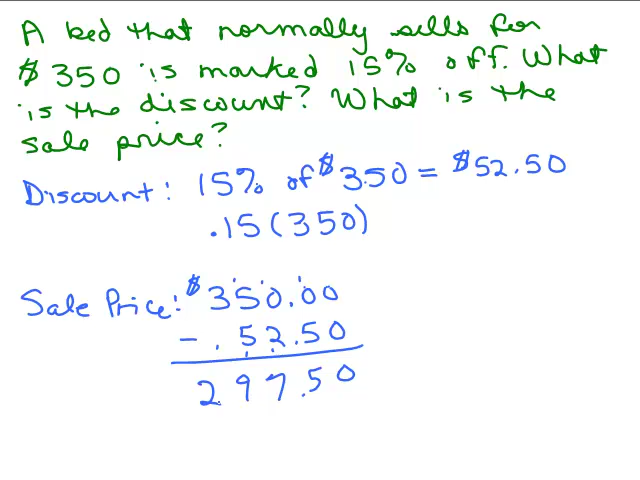 A bed that normally sells for
$350 is marked 15% off. What
is the discount? What is the
sale price?
Discount: 15% of $350 = $52.50
.15(350)
Sale Price: $350.00
- 52.50
297.50